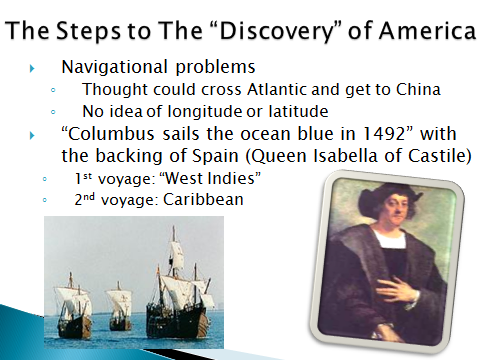 The Steps to The “Discovery” of America
Navigational problems
Thought could cross Atlantic and get to China
No idea of longitude or latitude
“Columbus sails the ocean blue in 1492” with
the backing of Spain (Queen Isabella of Castile)
1st voyage: “West Indies”
2nd voyage: Caribbean